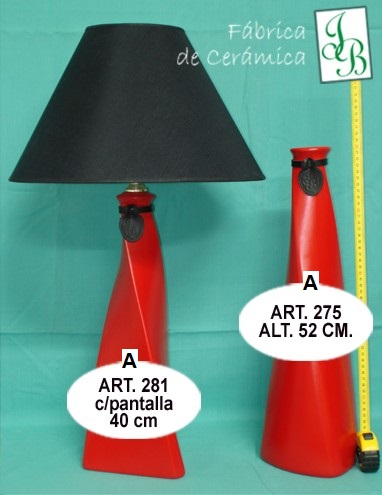 Fábrica
de Cerámica
JB
A
ART. 281
c/pantalla
40 cm
A
ART. 275
ALT. 52 CM.